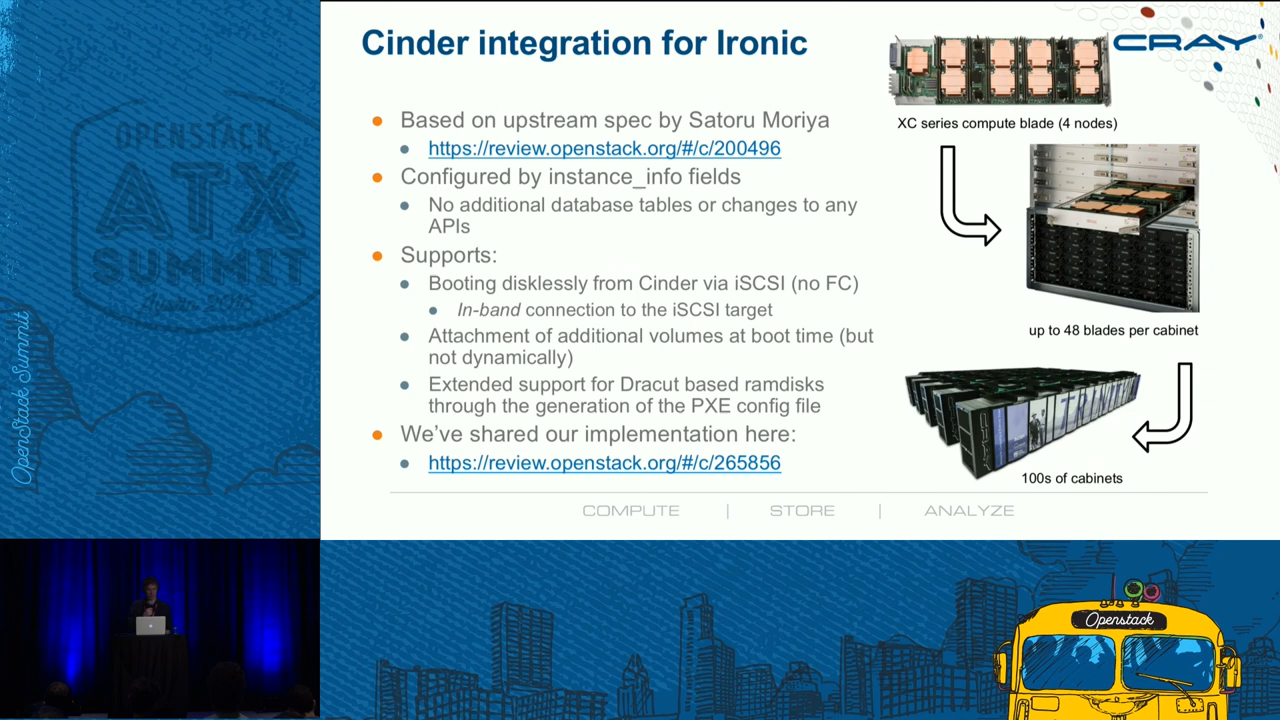 Cinder integration for Ironic
CRAY
Based on upstream spec by Satoru Moriya
https://review.openstack.org/#/c/200496
Configured by instance_info fields
No additional database tables or changes to any
APIs
Supports:
Booting disklessly from Cinder via iSCSI (no FC)
In-band connection to the iSCSI target
Attachment of additional volumes at boot time (but
not dynamically)
Extended support for Dracut based ramdisks
through the generation of the PXE config file
We've shared our implementation here:
https://review.openstack.org/#/c/265856
XC series compute blade (4 nodes)
up to 48 blades per cabinet
100s of cabinets
COMPUTE | STORE | ANALYZE
OPENSTACK
ATX
SUMMIT
OpenStack Summit
Openstack